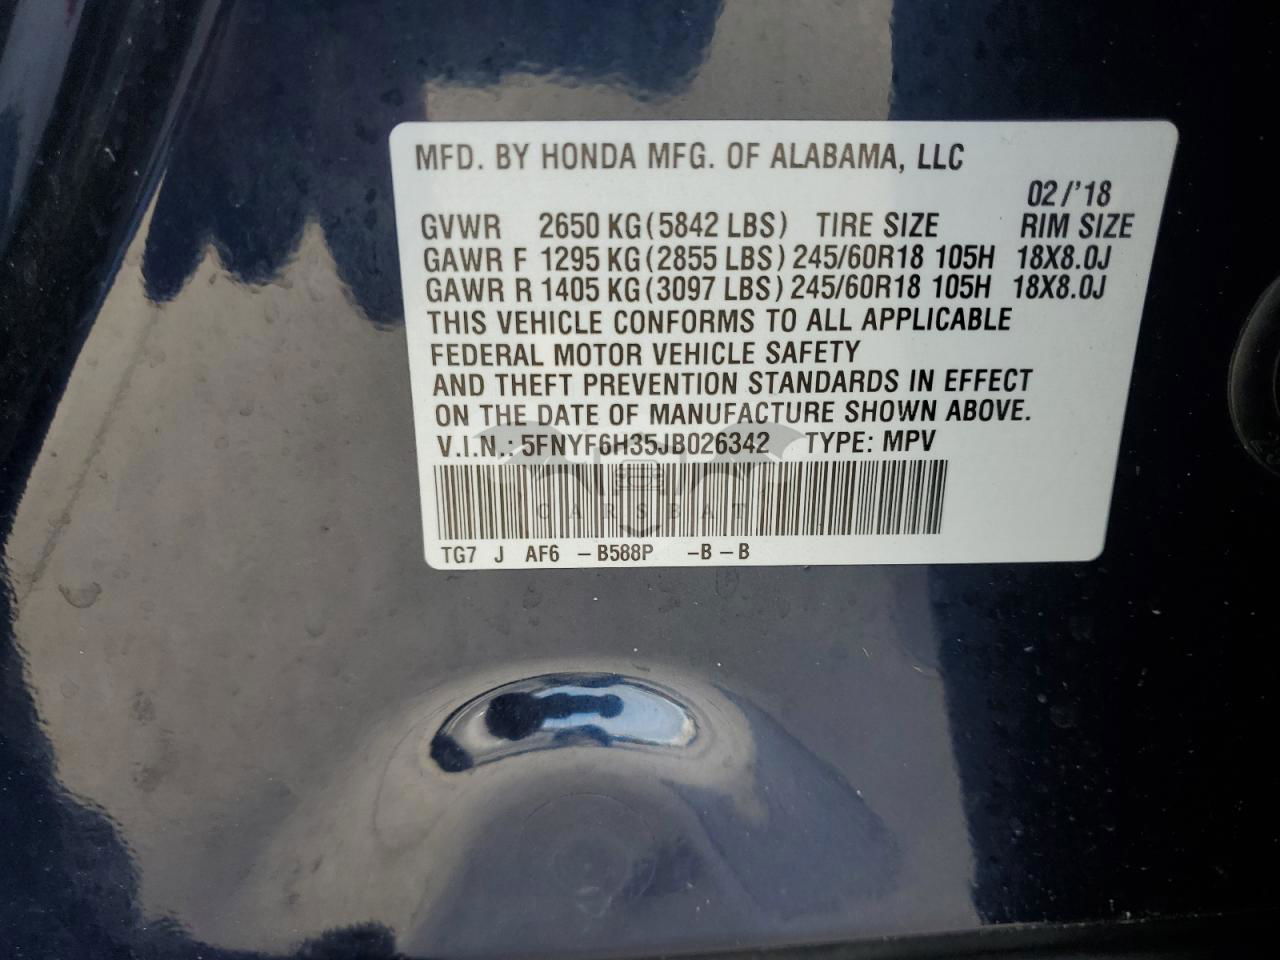 MFD. BY HONDA MFG. OF ALABAMA, LLC
02/'18
GVWR 2650 KG (5842 LBS) TIRE SIZE RIM SIZE
GAWR F 1295 KG (2855 LBS) 245/60R18 105H 18X8.0J
GAWR R 1405 KG (3097 LBS) 245/60R18 105H 18X8.0J
THIS VEHICLE CONFORMS TO ALL APPLICABLE
FEDERAL MOTOR VEHICLE SAFETY
AND THEFT PREVENTION STANDARDS IN EFFECT
ON THE DATE OF MANUFACTURE SHOWN ABOVE.
V.I.N.: 5FNYF6H35JB026342 TYPE: MPV
CARSBAT
TG7 J AF6 – B588P -B – B